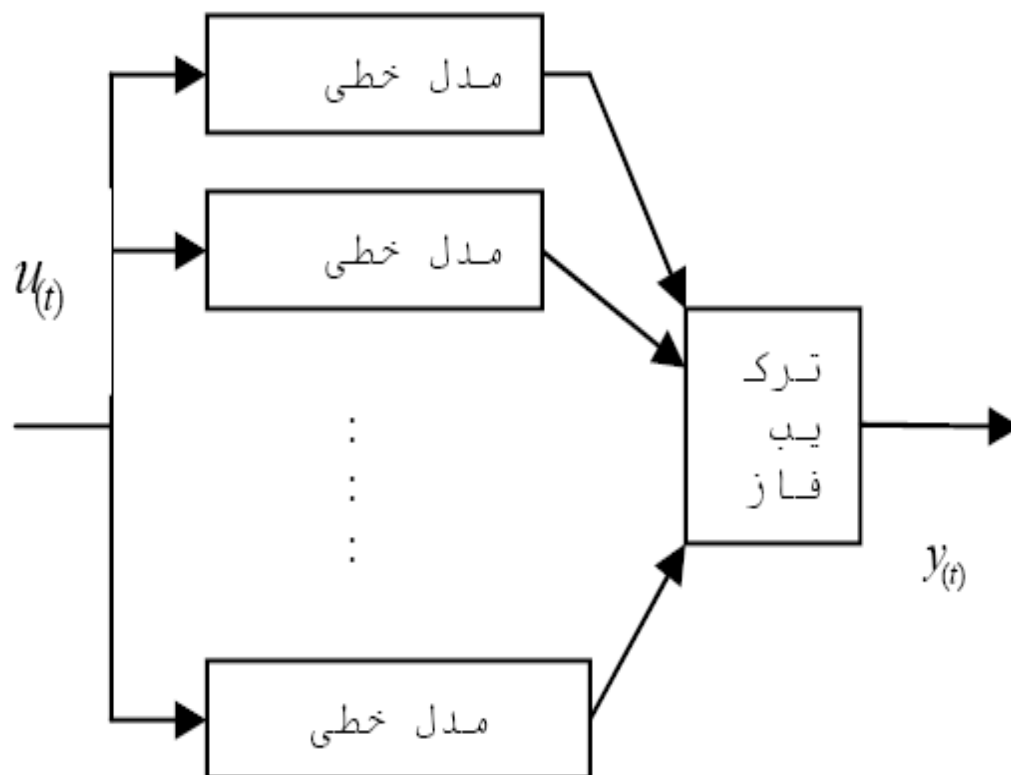 مدل خطی
مدل خطی
u(t)
ترک
یب
فاز
:
:
:
y(t)
مدل خطی